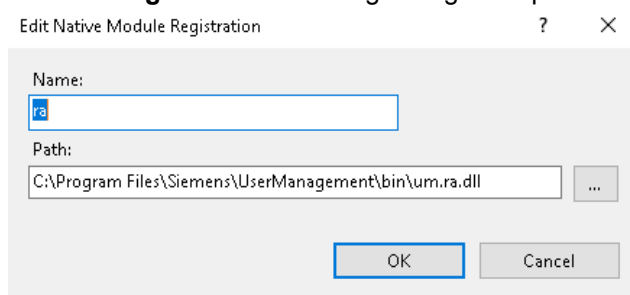 Edit Native Module Registration ? ×
Name:
ra
Path:
C:\Program Files\Siemens\UserManagement\bin\um.ra.dll ...
OK Cancel